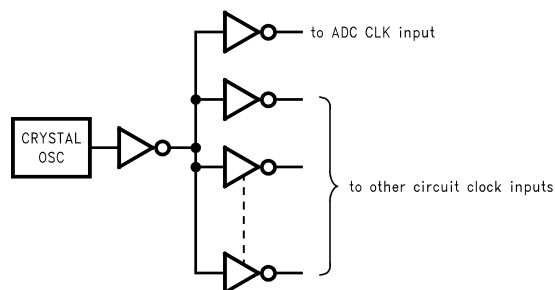 to ADC CLK input
CRYSTAL
OSC
to other circuit clock inputs